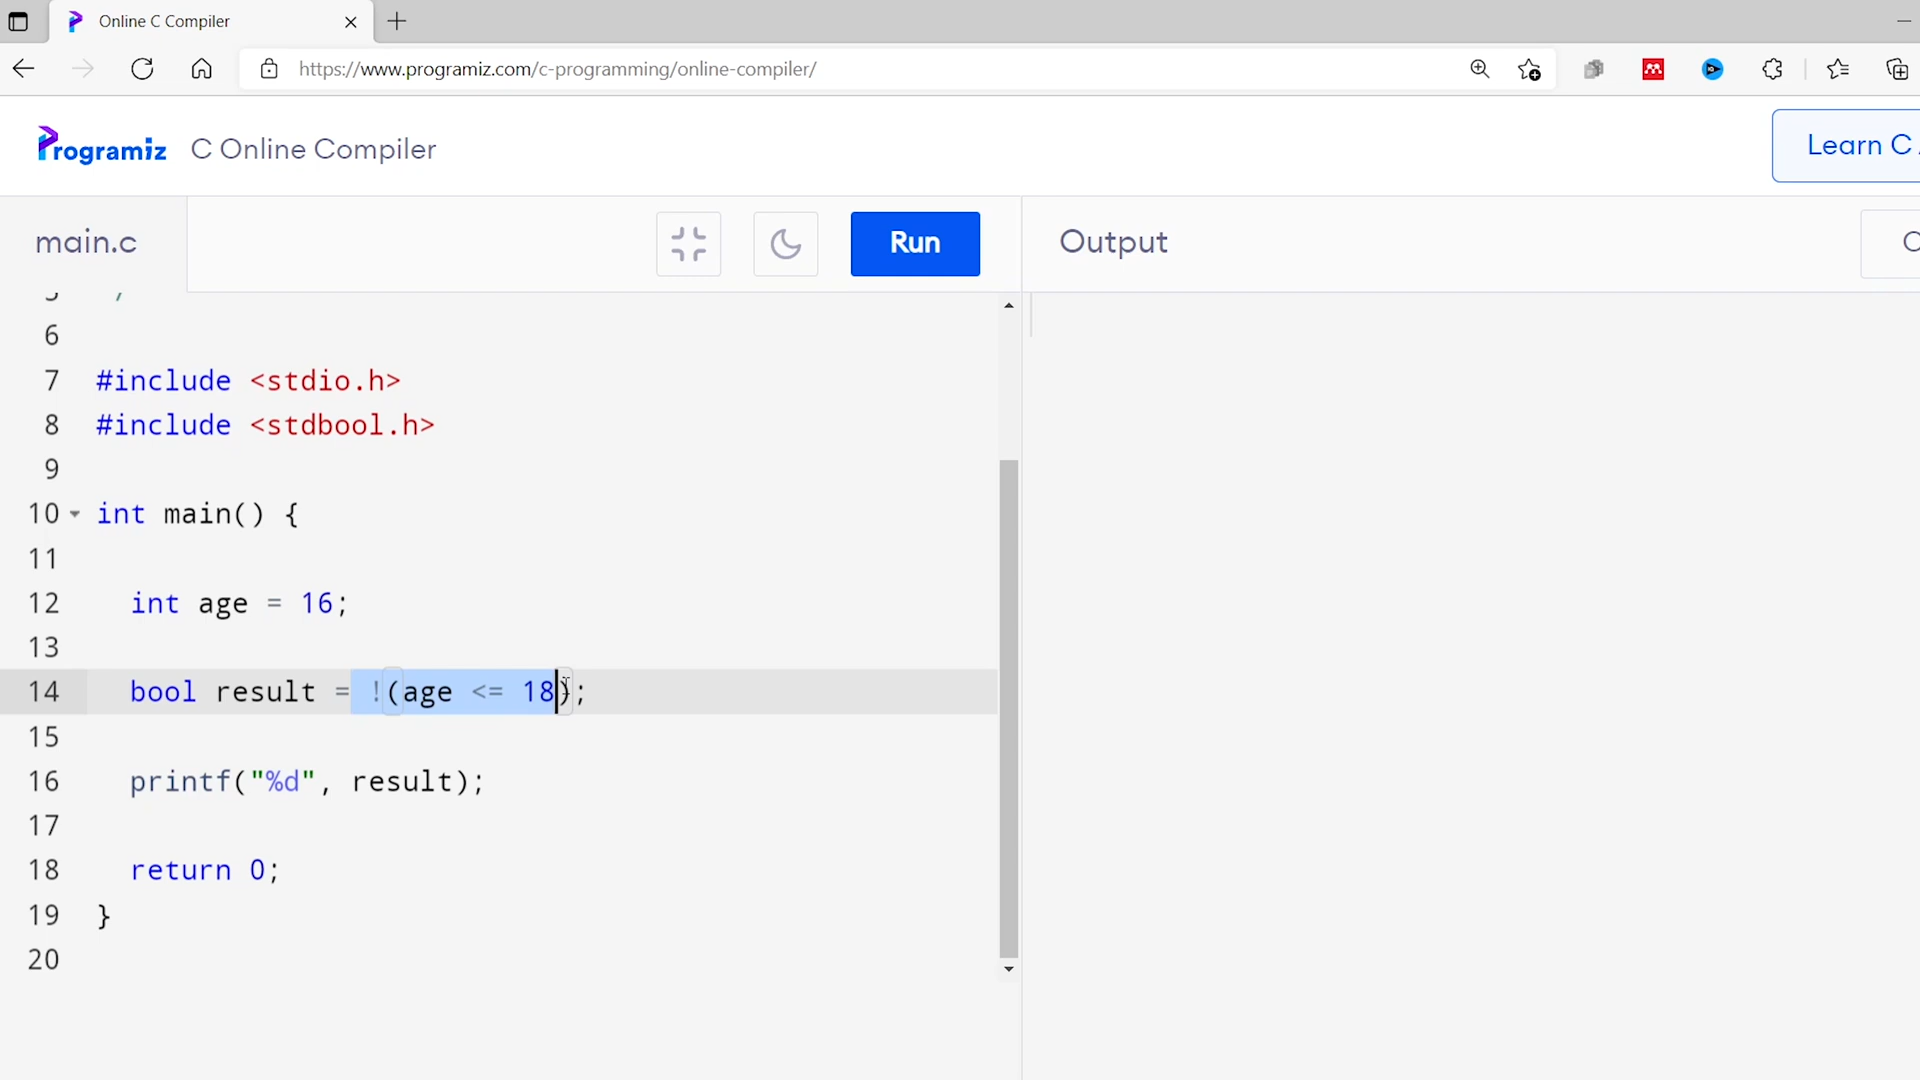 Online C Compiler
https://www.programiz.com/c-programming/online-compiler/
Programiz C Online Compiler
Learn C
main.c
Run
Output
6
7 #include <stdio.h>
8 #include <stdbool.h>
9
10 int main() {
11
12 int age = 16;
13
14 bool result = !(age <= 18);
15
16 printf("%d", result);
17
18 return 0;
19 }
20